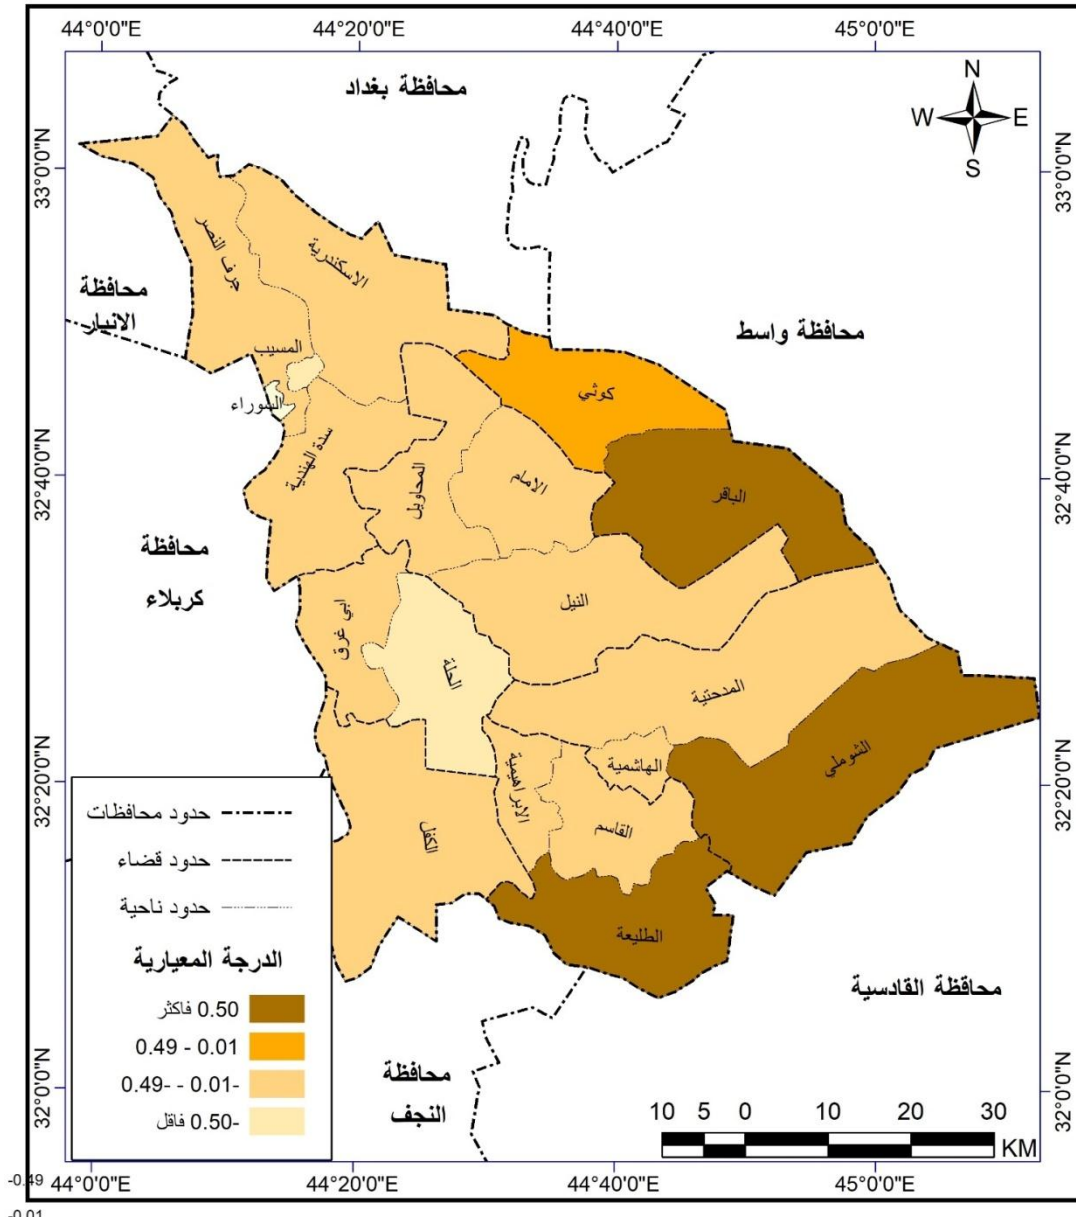 44°0'0"E
44°20'0"E
44°40'0"E
45°0'0"E
محافظة بغداد
N
W
E
S
33°0'0"N
33°0'0"N
جرف النصر
الاسكندرية
محافظة
الانبار
محافظة واسط
المسيب
السوراء
كوثي
سدة الهندية
المحاويل
الامام
الباقر
32°40'0"N
32°40'0"N
محافظة
كربلاء
ابي غرق
النيل
الحلة
المدحتية
الشوملي
الهاشمية
الابراهيمية
القاسم
الكفل
الطليعة
32°20'0"N
32°20'0"N
حدود محافظات
حدود قضاء
حدود ناحية
الدرجة المعيارية
0.50 فاكثر
0.01 - 0.49
-0.01 - -0.49
-0.50 فاقل
محافظة القادسية
محافظة
النجف
32°0'0"N
32°0'0"N
10 5 0 10 20 30
KM
44°0'0"E
44°20'0"E
44°40'0"E
45°0'0"E
-0.49
-0.01